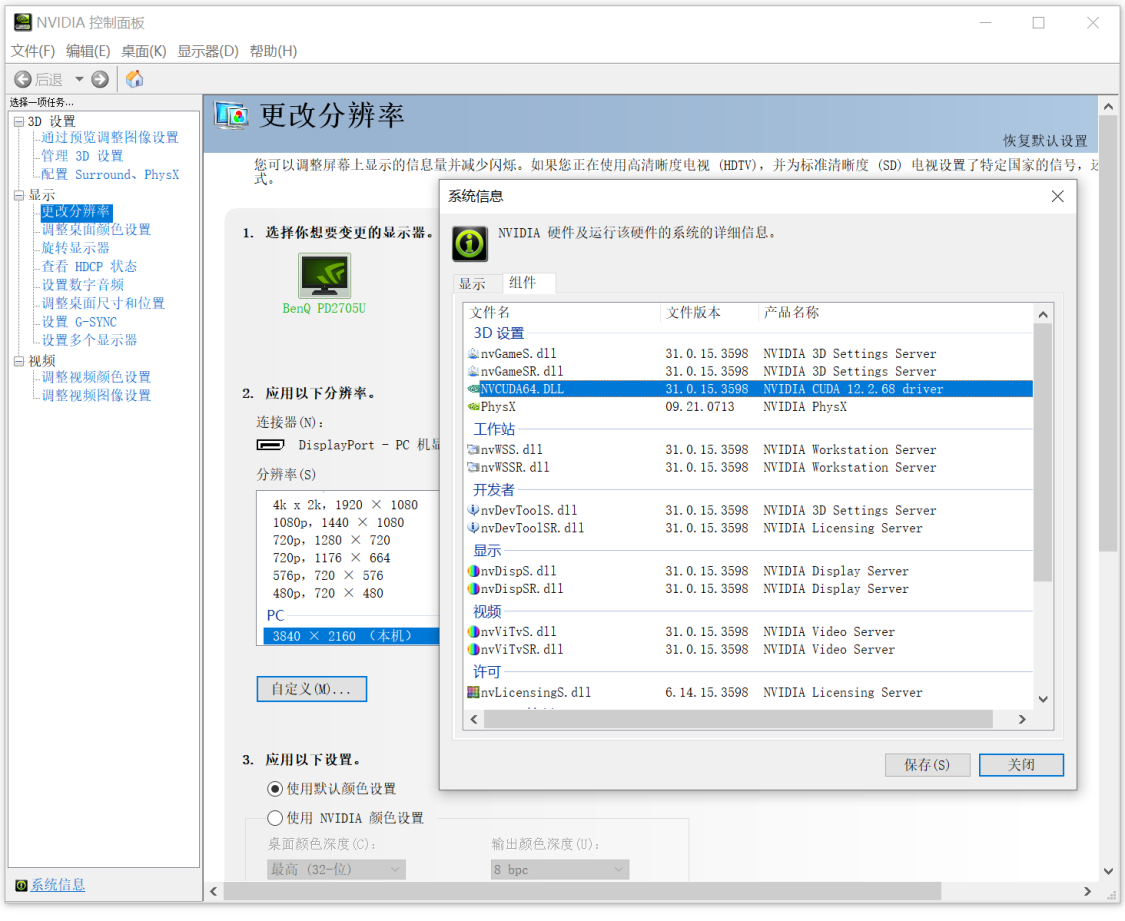 NVIDIA 控制面板
文件(F) 编辑(E) 桌面(K) 显示器(D) 帮助(H)
后退
选择一项任务...
3D 设置
通过预览调整图像设置
管理 3D 设置
配置 Surround、PhysX
显示
更改分辨率
调整桌面颜色设置
旋转显示器
查看 HDCP 状态
设置数字音频
调整桌面尺寸和位置
设置 G-SYNC
设置多个显示器
视频
调整视频颜色设置
调整视频图像设置
系统信息
更改分辨率
恢复默认设置
您可以调整屏幕上显示的信息量并减少闪烁。如果您正在使用高清晰度电视 (HDTV)，并为标准清晰度 (SD) 电视设置了特定国家的信号，
式。
1. 选择你想要变更的显示器。
BenQ PD2705U
2. 应用以下分辨率。
连接器(N)：
DisplayPort - PC 机
分辨率(S)
4k x 2k, 1920 × 1080
1080p, 1440 × 1080
720p, 1280 × 720
720p, 1176 × 664
576p, 720 × 576
480p, 720 × 480
PC
3840 × 2160 （本机）
自定义(M)...
3. 应用以下设置。
使用默认颜色设置
使用 NVIDIA 颜色设置
桌面颜色深度(C)： 输出颜色深度(U)：
最高 (32-位) 8 bpc
系统信息
NVIDIA 硬件及运行该硬件的系统的详细信息。
显示 组件
文件名 文件版本 产品名称
3D 设置
nvGameS.dll 31.0.15.3598 NVIDIA 3D Settings Server
nvGameSR.dll 31.0.15.3598 NVIDIA 3D Settings Server
NVCUDA64.DLL 31.0.15.3598 NVIDIA CUDA 12.2.68 driver
PhysX 09.21.0713 NVIDIA PhysX
工作站
nvWSS.dll 31.0.15.3598 NVIDIA Workstation Server
nvWSSR.dll 31.0.15.3598 NVIDIA Workstation Server
开发者
nvDevToolS.dll 31.0.15.3598 NVIDIA 3D Settings Server
nvDevToolSR.dll 31.0.15.3598 NVIDIA Licensing Server
显示
nvDispS.dll 31.0.15.3598 NVIDIA Display Server
nvDispSR.dll 31.0.15.3598 NVIDIA Display Server
视频
nvViTvS.dll 31.0.15.3598 NVIDIA Video Server
nvViTvSR.dll 31.0.15.3598 NVIDIA Video Server
许可
nvLicensingS.dll 6.14.15.3598 NVIDIA Licensing Server
保存(S) 关闭